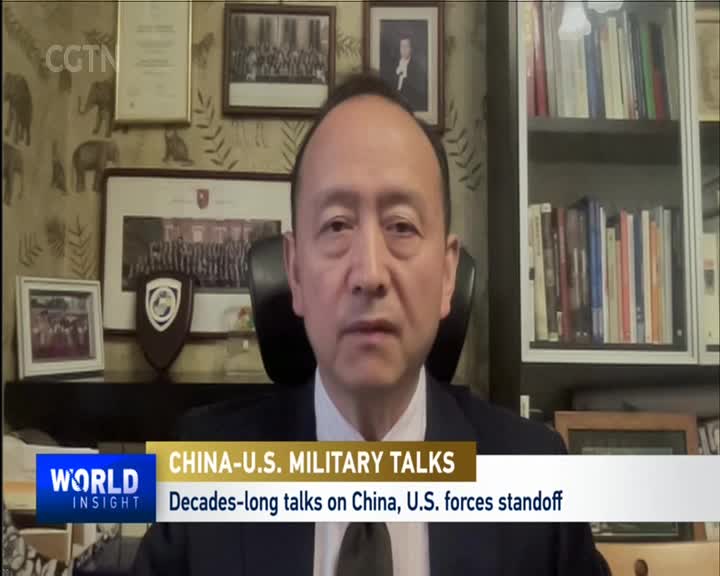 CGTN
CHINA-U.S. MILITARY TALKS
WORLD
INSIGHT
Decades-long talks on China, U.S. forces standoff